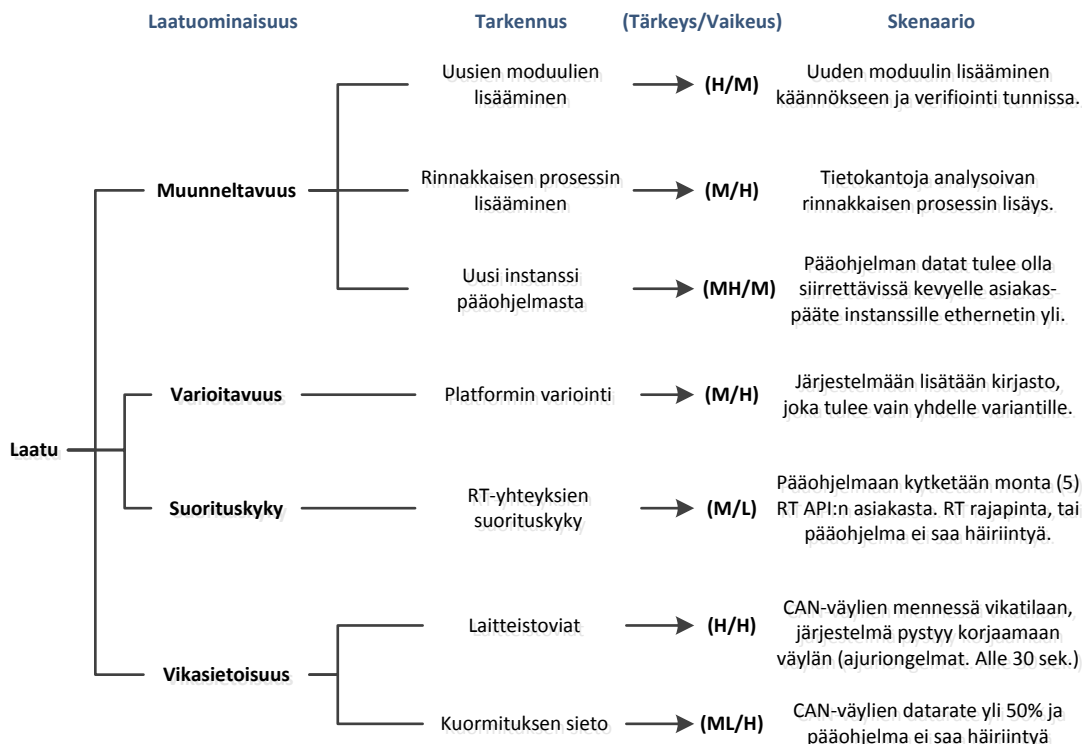 Laatuominaisuus
Tarkennus
(Tärkeys/Vaikeus)
Skenaario
Uusien moduulien
lisääminen
(H/M)
Uuden moduulin lisääminen
käännökseen ja verifiointi tunnissa.
Muunneltavuus
Rinnakkaisen prosessin
lisääminen
(M/H)
Tietokantoja analysoivan
rinnakkaisen prosessin lisäys.
Uusi instanssi
pääohjelmasta
(MH/M)
Pääohjelman datat tulee olla
siirrettävissä kevyelle asiakas-
pääte instanssille ethernetin yli.
Varioitavuus
Platformin variointi
(M/H)
Järjestelmään lisätään kirjasto,
joka tulee vain yhdelle variantille.
Laatu
Suorituskyky
RT-yhteyksien
suorituskyky
(M/L)
Pääohjelmaan kytketään monta (5)
RT API:n asiakasta. RT rajapinta, tai
pääohjelma ei saa häiriintyä.
Vikasietoisuus
Laitteistoviat
(H/H)
CAN-väylien mennessä vikatilaan,
järjestelmä pystyy korjaamaan
väylän (ajuriongelmat. Alle 30 sek.)
Kuormituksen sieto
(ML/H)
CAN-väylien datarate yli 50% ja
pääohjelma ei saa häiriintyä